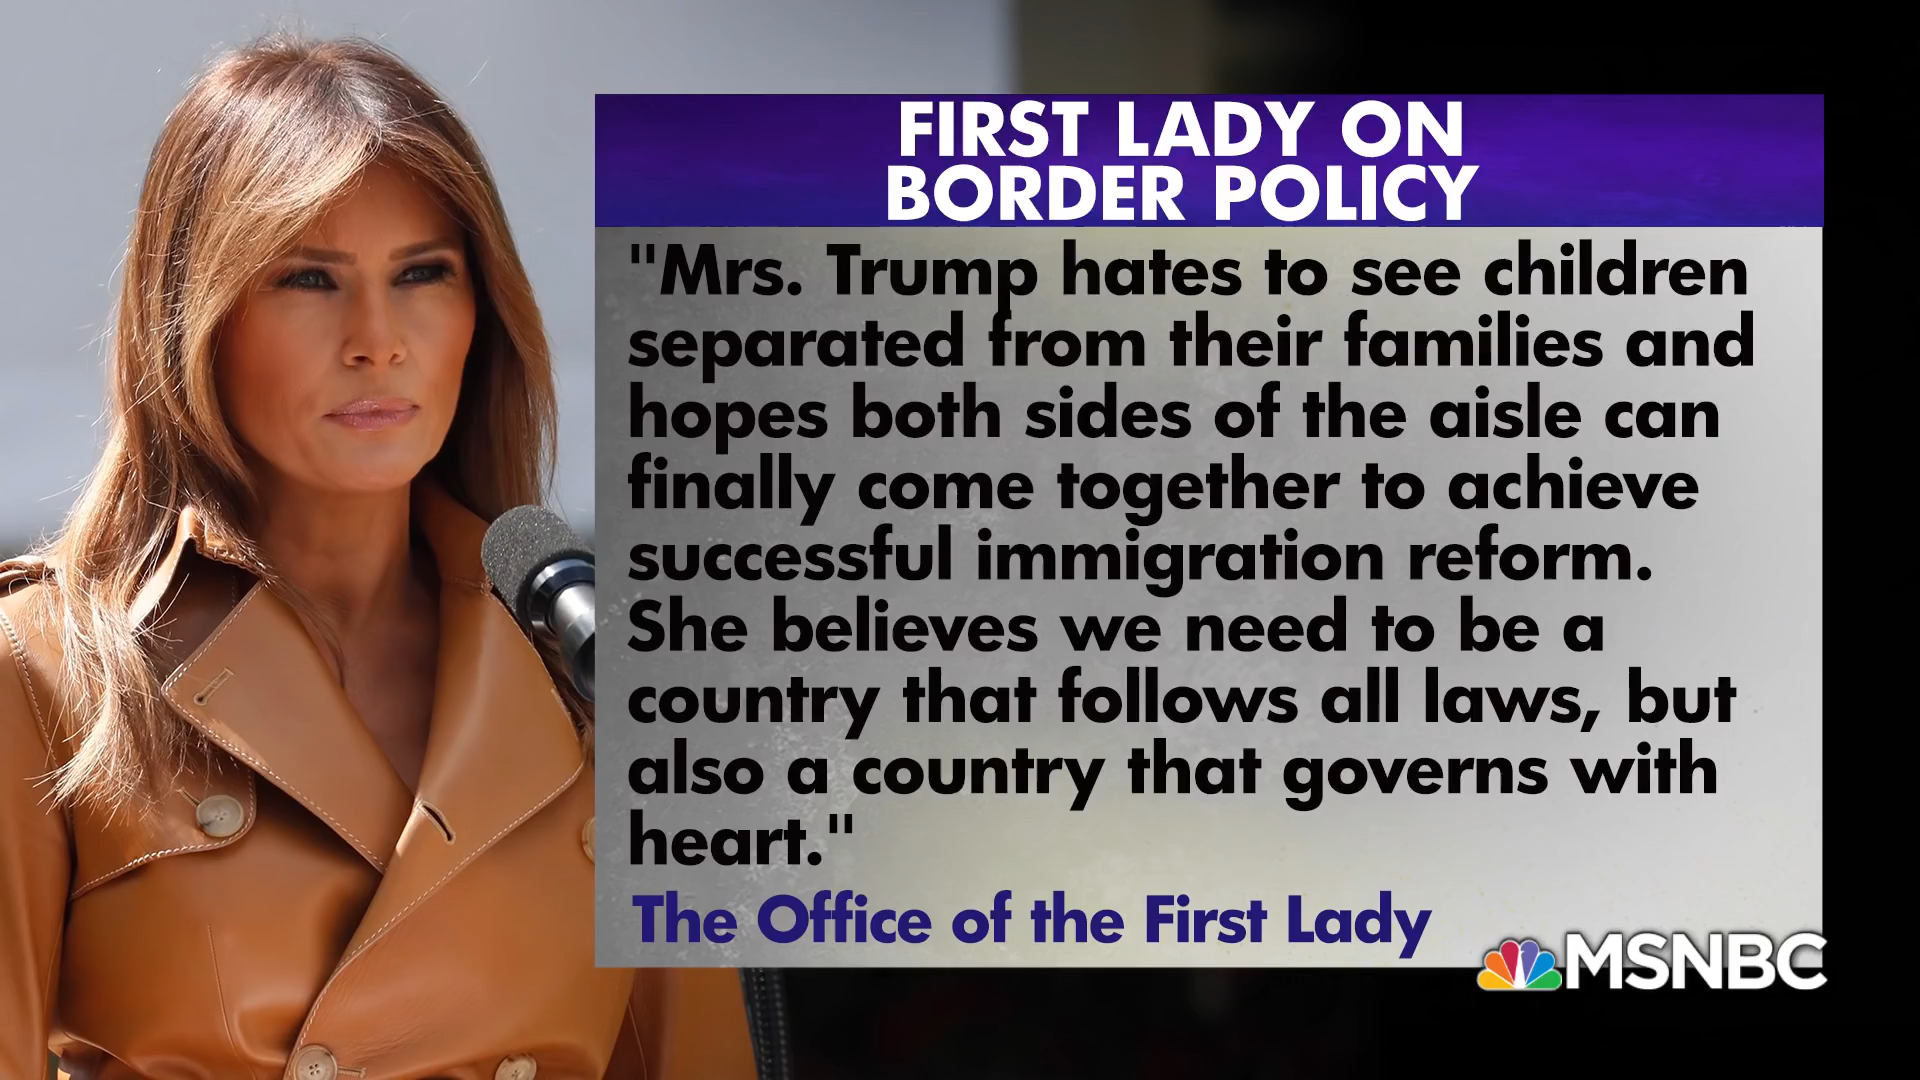 FIRST LADY ON
BORDER POLICY
"Mrs. Trump hates to see children
separated from their families and
hopes both sides of the aisle can
finally come together to achieve
successful immigration reform.
She believes we need to be a
country that follows all laws, but
also a country that governs with
heart."
The Office of the First Lady
MSNBC